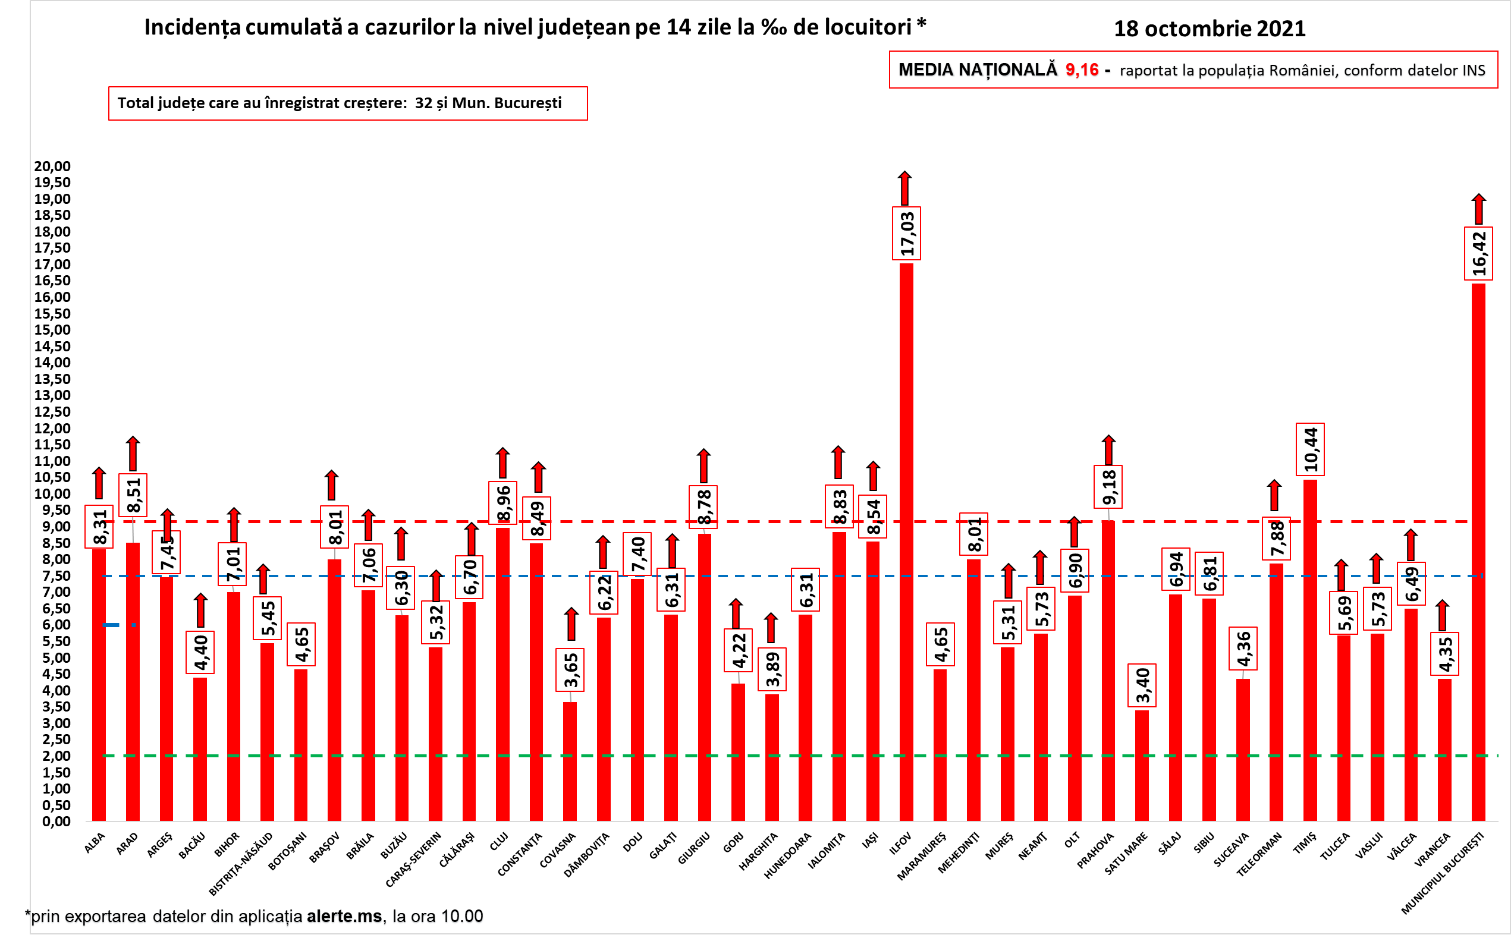 Incidența cumulată a cazurilor la nivel județean pe 14 zile la ‰ de locuitori *
18 octombrie 2021
MEDIA NAȚIONALĂ 9,16 - raportat la populația României, conform datelor INS
Total județe care au înregistrat creștere: 32 și Mun. București
20,00
19,50
19,00
18,50
18,00
17,50
17,00
16,50
16,00
15,50
15,00
14,50
14,00
13,50
13,00
12,50
12,00
11,50
11,00
10,50
10,00
9,50
9,00
8,50
8,00
7,50
7,00
6,50
6,00
5,50
5,00
4,50
4,00
3,50
3,00
2,50
2,00
1,50
1,00
0,50
0,00
8,31
8,51
4,40
7,01
5,45
4,65
8,01
7,06
6,30
5,32
6,70
8,96
8,49
3,65
6,22
7,40
6,31
8,78
4,22
3,89
6,31
8,83
8,54
17,03
4,65
8,01
5,31
5,73
6,90
9,18
3,40
6,94
6,81
4,36
7,88
10,44
5,69
5,73
6,49
4,35
16,42
ALBA
ARAD
ARGEȘ
BACĂU
BIHOR
BISTRIȚA-NĂSĂUD
BOTOȘANI
BRAȘOV
BRĂILA
BUZĂU
CARAȘ-SEVERIN
CĂLĂRAȘI
CLUJ
CONSTANȚA
COVASNA
DÂMBOVIȚA
DOLJ
GALAȚI
GIURGIU
GORJ
HARGHITA
HUNEDOARA
IALOMIȚA
IAȘI
ILFOV
MARAMUREȘ
MEHEDINȚI
MUREȘ
NEAMȚ
OLT
PRAHOVA
SATU MARE
SĂLAJ
SIBIU
SUCEAVA
TELEORMAN
TIMIȘ
TULCEA
VASLUI
VÂLCEA
VRANCEA
MUNICIPIUL BUCUREȘTI
*prin exportarea datelor din aplicația alerte.ms, la ora 10.00